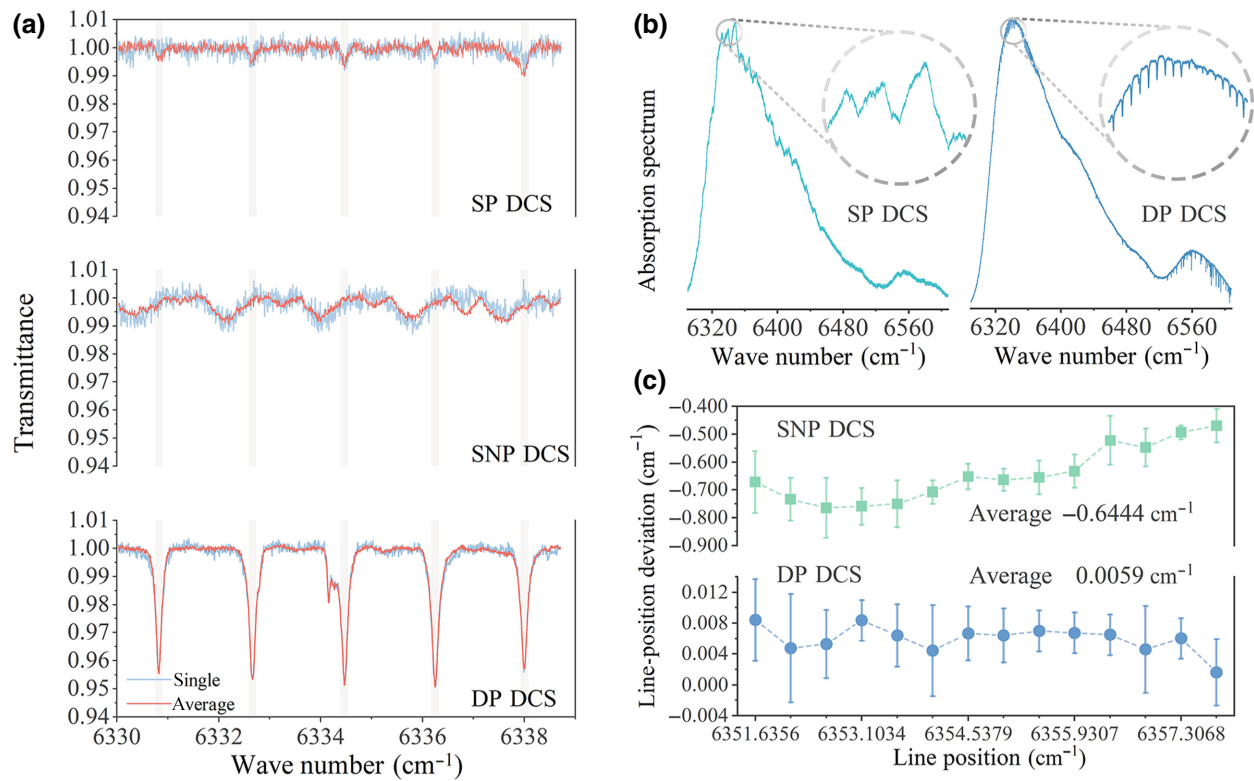 (a)
1.01
1.00
0.99
0.98
0.97
0.96
0.95
0.94
SP DCS
1.01
1.00
0.99
0.98
0.97
0.96
0.95
0.94
SNP DCS
1.01
1.00
0.99
0.98
0.97
0.96
0.95
0.94
Single
Average
DP DCS
6330 6332 6334 6336 6338
Wave number (cm⁻¹)
Transmittance
(b)
Absorption spectrum
SP DCS
6320 6400 6480 6560
Wave number (cm⁻¹)
DP DCS
6320 6400 6480 6560
Wave number (cm⁻¹)
(c)
Line-position deviation (cm⁻¹)
−0.400
−0.500
−0.600
−0.700
−0.800
−0.900
SNP DCS
Average −0.6444 cm⁻¹
DP DCS
Average 0.0059 cm⁻¹
0.012
0.008
0.004
0.000
−0.004
6351.6356 6353.1034 6354.5379 6355.9307 6357.3068
Line position (cm⁻¹)